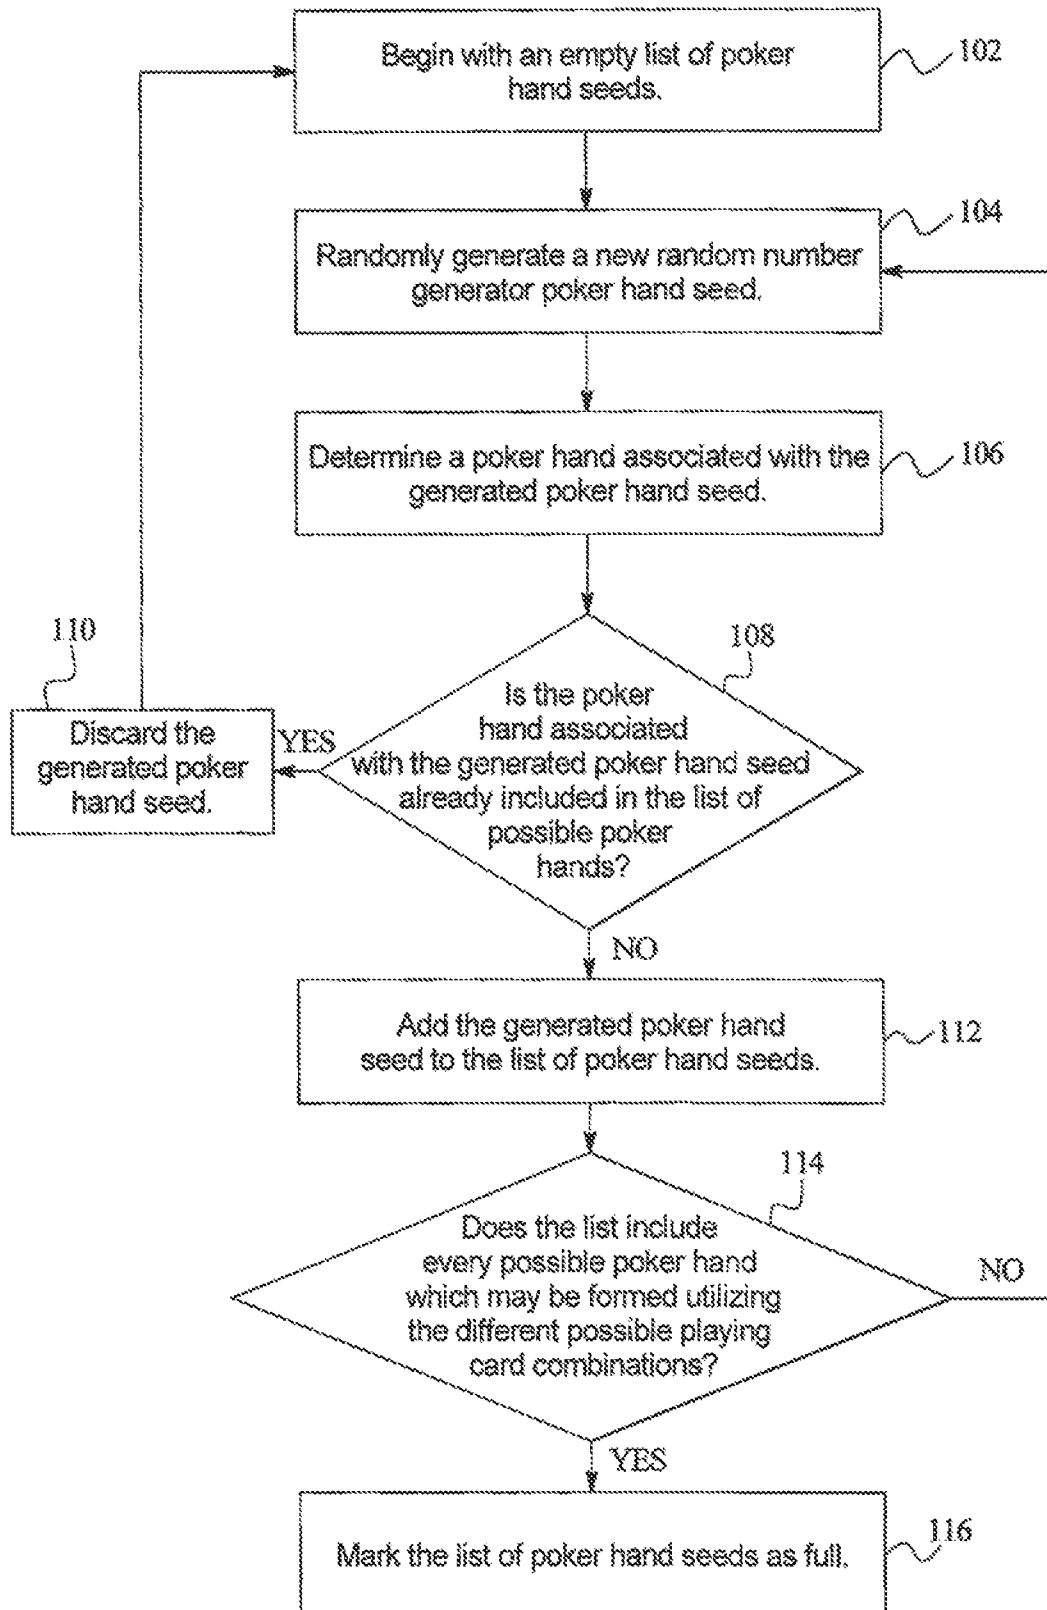 Begin with an empty list of poker
hand seeds.
102
Randomly generate a new random number
generator poker hand seed.
104
Determine a poker hand associated with the
generated poker hand seed.
106
108
Is the poker
hand associated
with the generated poker hand seed
already included in the list of
possible poker
hands?
YES
110
Discard the
generated poker
hand seed.
NO
Add the generated poker hand
seed to the list of poker hand seeds.
112
114
Does the list include
every possible poker hand
which may be formed utilizing
the different possible playing
card combinations?
NO
YES
Mark the list of poker hand seeds as full.
116